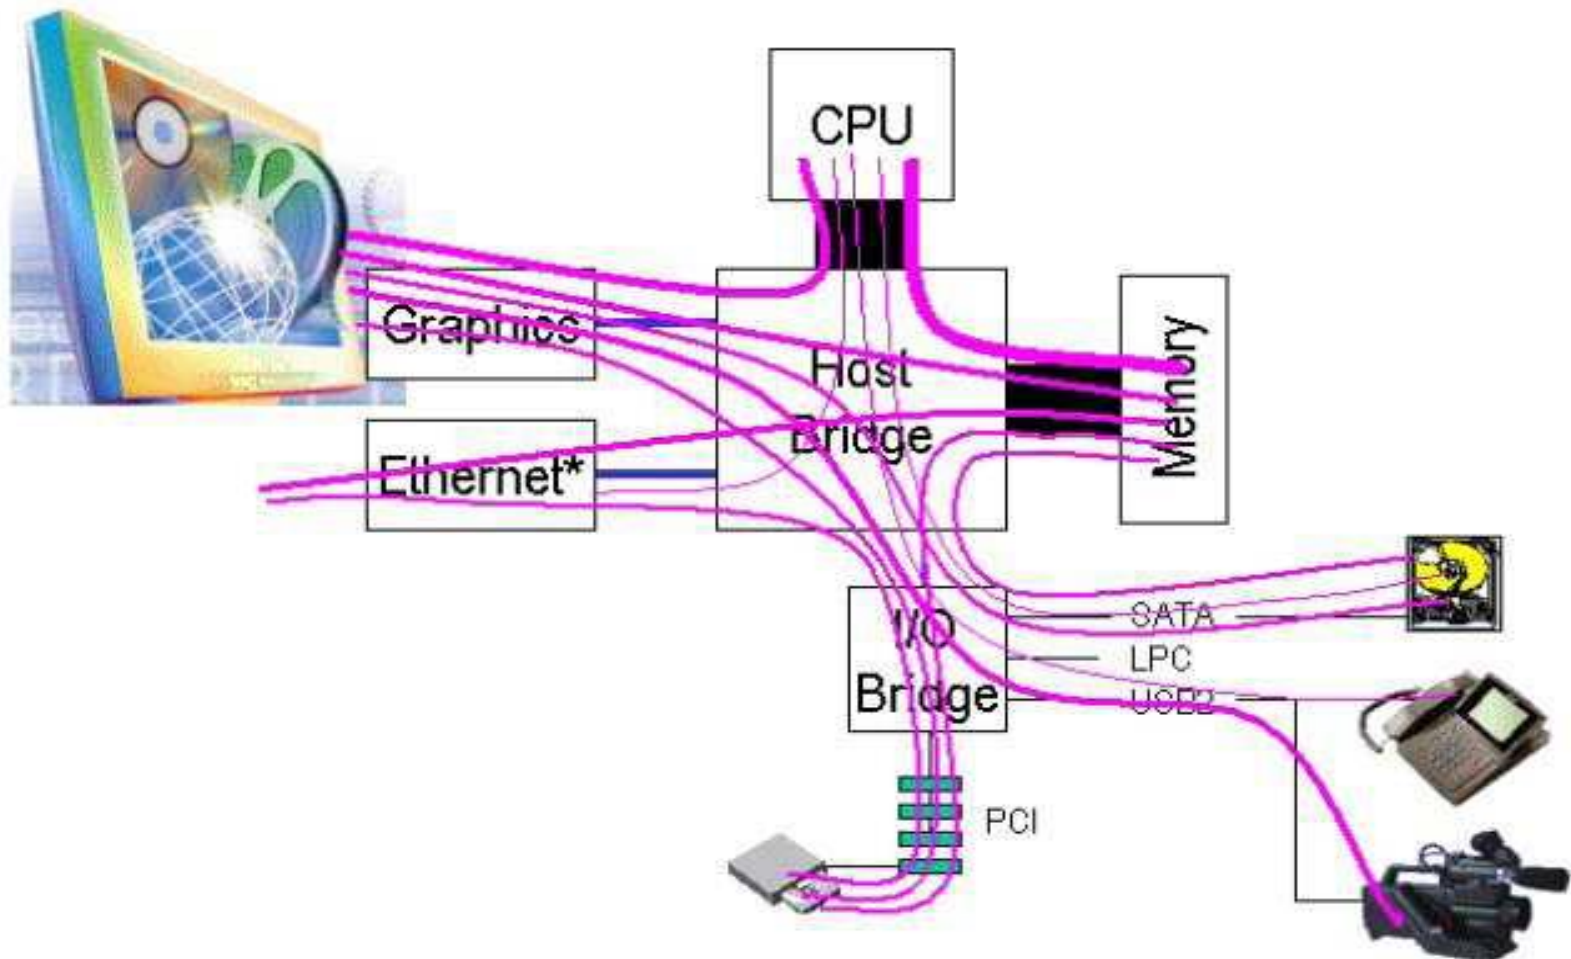 CPU
Graphics
Host
Bridge
Memory
Ethernet*
SATA
I/O
Bridge
LPC
USB2
PCI